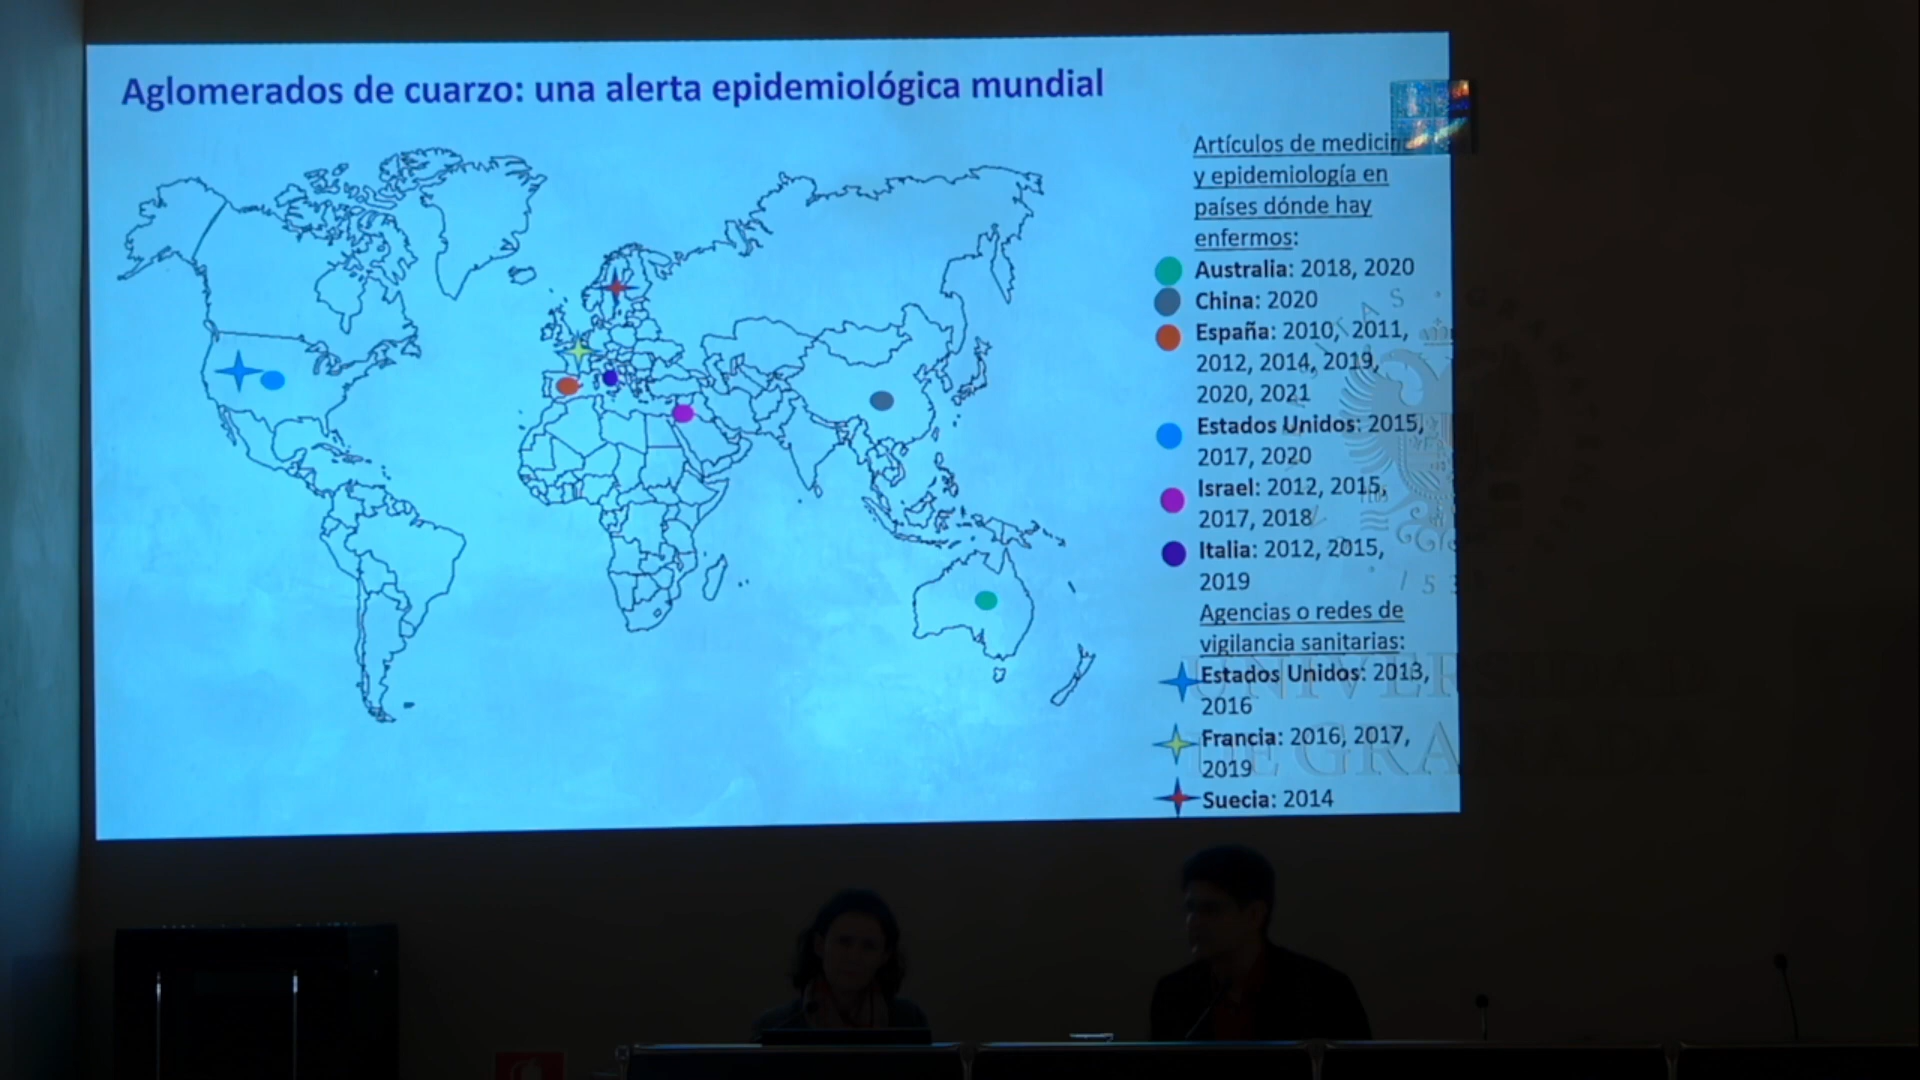 Aglomerados de cuarzo: una alerta epidemiológica mundial
Artículos de
y epidemiología en
países dónde hay
enfermos:
Australia: 2018, 2020
China: 2020
España: 2010, 2011,
2012, 2014, 2019,
2020, 2021
Estados Unidos: 2015,
2017, 2020
Israel: 2012, 2015,
2017, 2018
Italia: 2012, 2015,
2019
Agencias o redes de
vigilancia sanitarias:
Estados Unidos: 2013,
2016
Francia: 2016, 2017,
2019
Suecia: 2014
UNIVERSIDAD
DE GRANADA